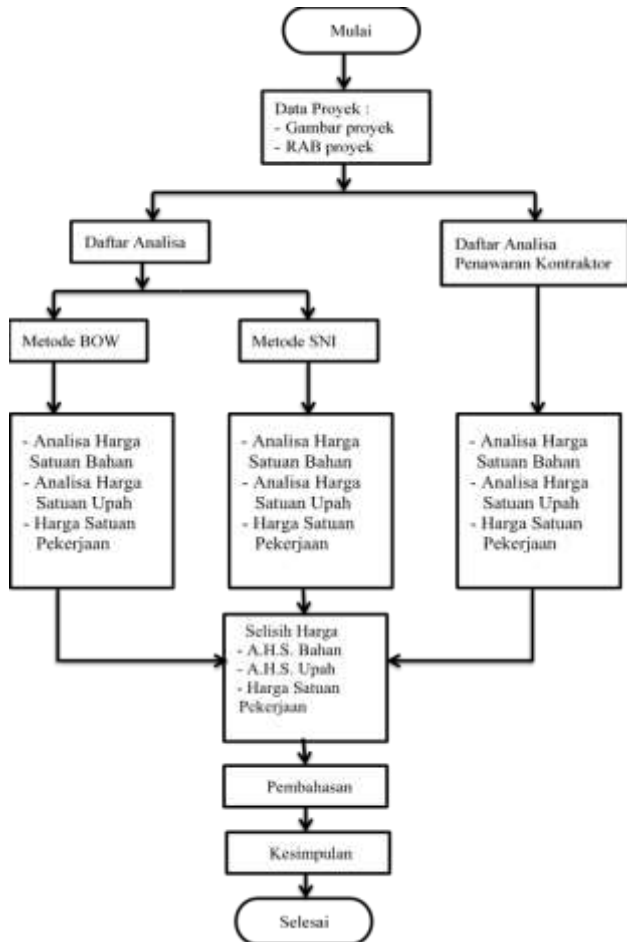 Mulai
Data Proyek :
- Gambar proyek
- RAB proyek
Daftar Analisa
Daftar Analisa
Penawaran Kontraktor
Metode BOW
Metode SNI
- Analisa Harga
Satuan Bahan
- Analisa Harga
Satuan Upah
- Harga Satuan
Pekerjaan
- Analisa Harga
Satuan Bahan
- Analisa Harga
Satuan Upah
- Harga Satuan
Pekerjaan
- Analisa Harga
Satuan Bahan
- Analisa Harga
Satuan Upah
- Harga Satuan
Pekerjaan
Selisih Harga
- A.H.S. Bahan
- A.H.S. Upah
- Harga Satuan
Pekerjaan
Pembahasan
Kesimpulan
Selesai